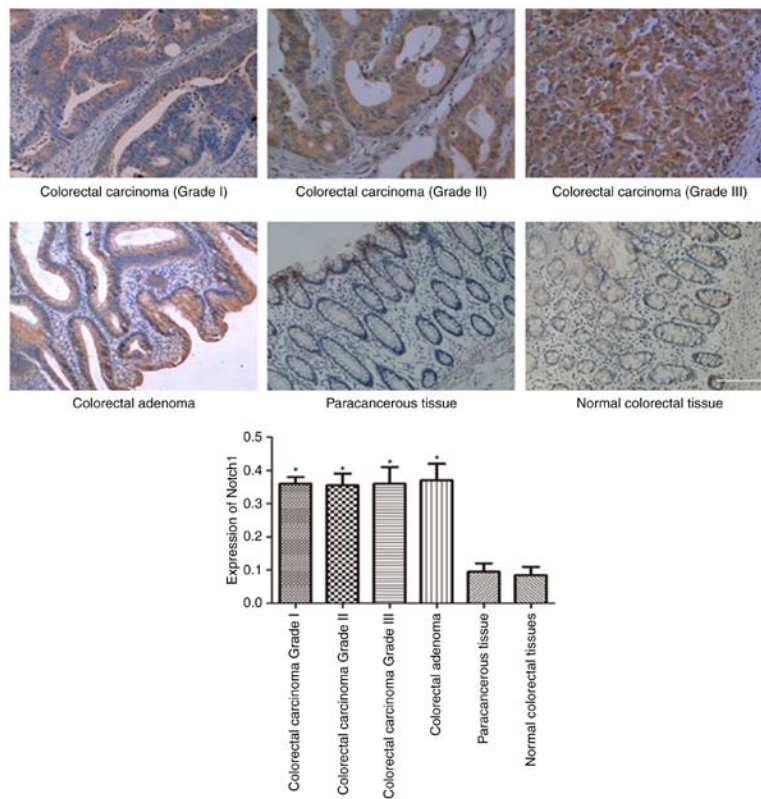 Colorectal carcinoma (Grade I)
Colorectal carcinoma (Grade II)
Colorectal carcinoma (Grade III)
Colorectal adenoma
Paracancerous tissue
Normal colorectal tissue
Expression of Notch1
0.5
0.4
0.3
0.2
0.1
0.0
*
*
*
*
Colorectal carcinoma Grade I
Colorectal carcinoma Grade II
Colorectal carcinoma Grade III
Colorectal adenoma
Paracancerous tissue
Normal colorectal tissues